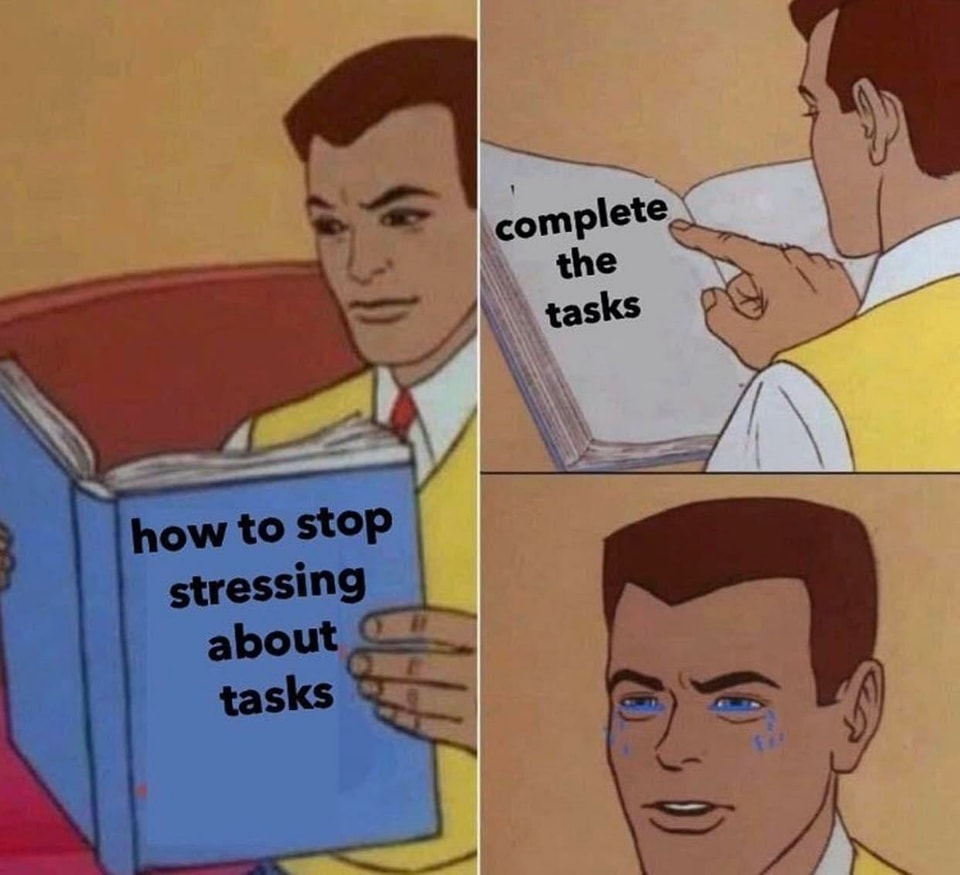 how to stop
stressing
about
tasks
complete
the
tasks